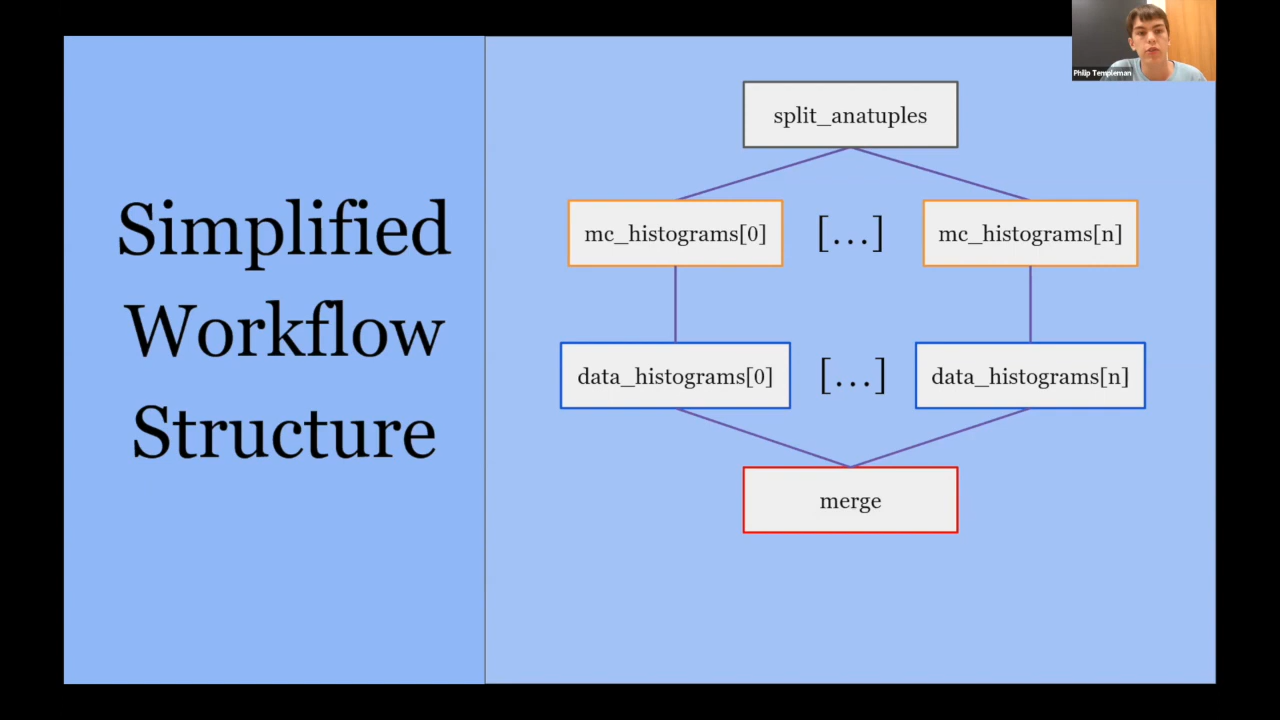 Simplified
Workflow
Structure
split_anatuples
mc_histograms[0]
[...]
mc_histograms[n]
data_histograms[0]
[...]
data_histograms[n]
merge
Philip Templeman